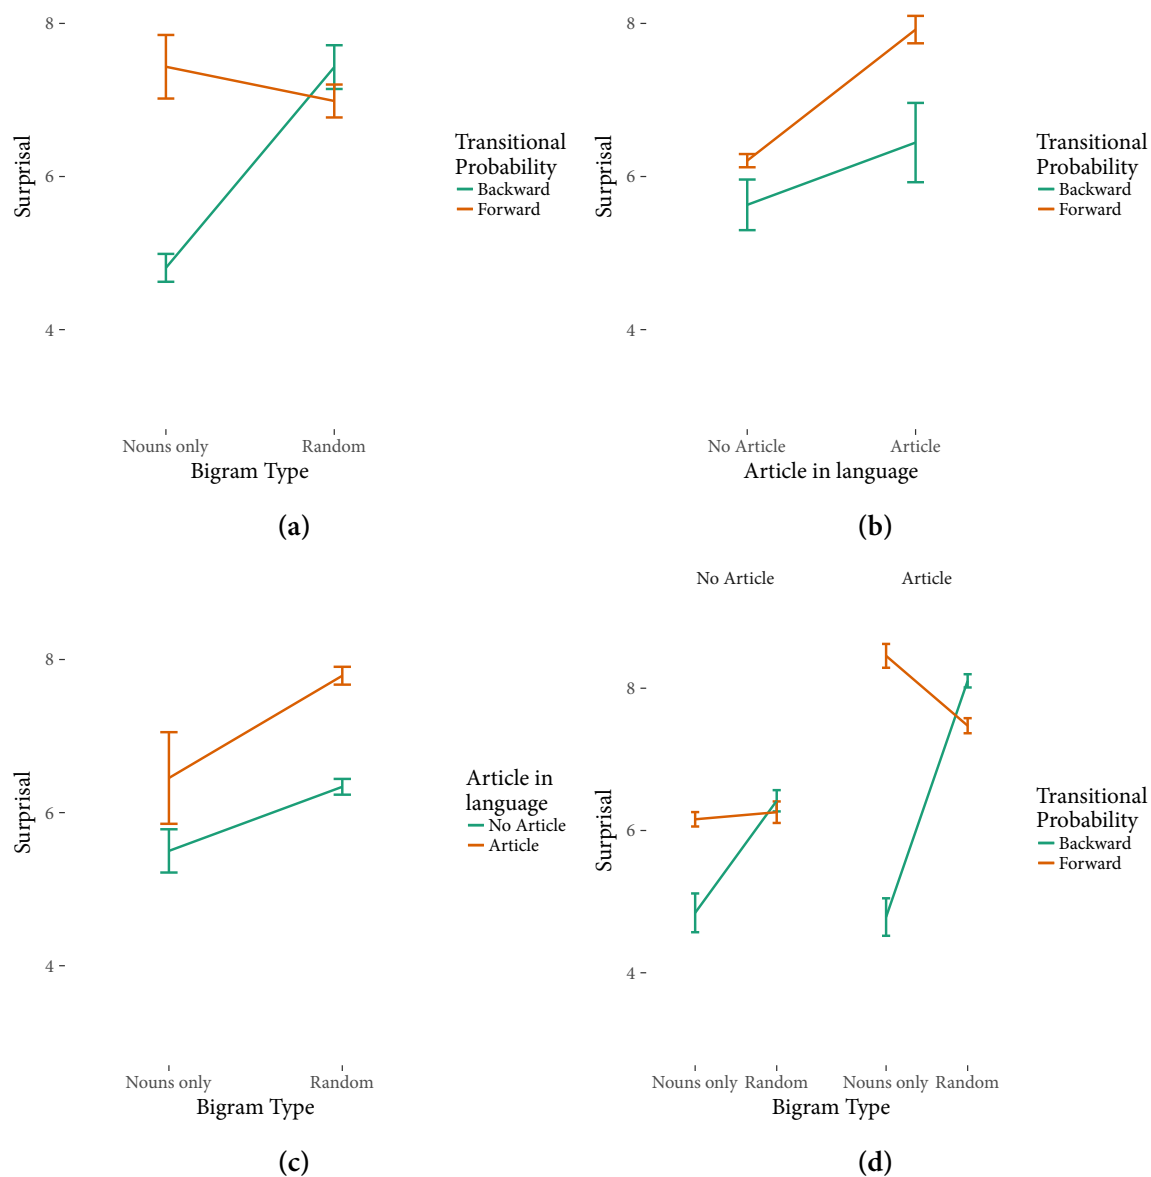 8
6
4
Surprisal
Nouns only Random
Bigram Type
Transitional
Probability
Backward
Forward
(a)
8
6
4
Surprisal
No Article Article
Article in language
Transitional
Probability
Backward
Forward
(b)
8
6
4
Surprisal
Nouns only Random
Bigram Type
Article in
language
No Article
Article
(c)
No Article Article
8
6
4
Surprisal
Nouns only Random Nouns only Random
Bigram Type
Transitional
Probability
Backward
Forward
(d)